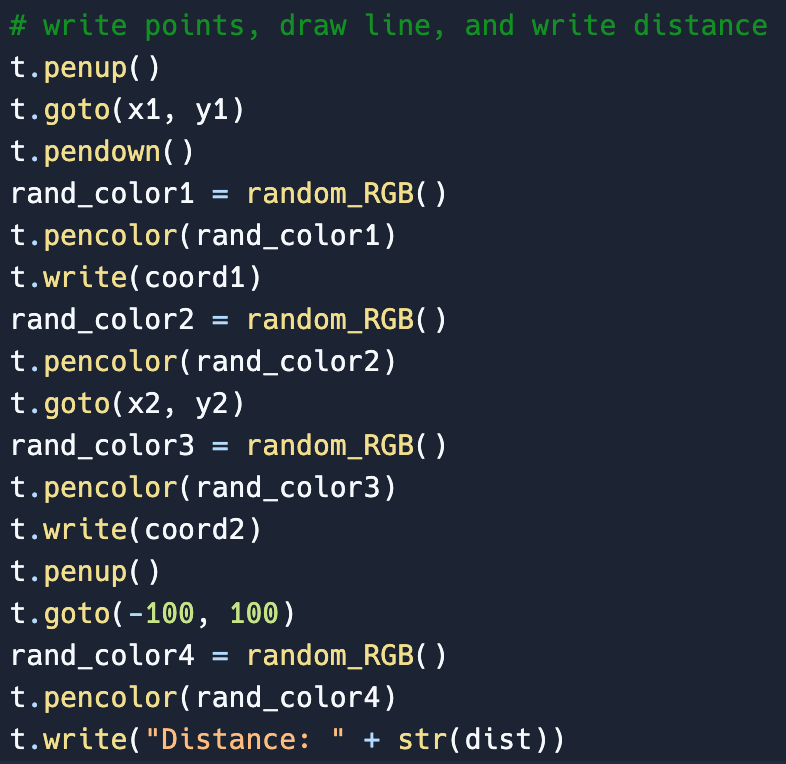 # write points, draw line, and write distance
t.penup()
t.goto(x1, y1)
t.pendown()
rand_color1 = random_RGB()
t.pencolor(rand_color1)
t.write(coord1)
rand_color2 = random_RGB()
t.pencolor(rand_color2)
t.goto(x2, y2)
rand_color3 = random_RGB()
t.pencolor(rand_color3)
t.write(coord2)
t.penup()
t.goto(-100, 100)
rand_color4 = random_RGB()
t.pencolor(rand_color4)
t.write("Distance: " + str(dist))